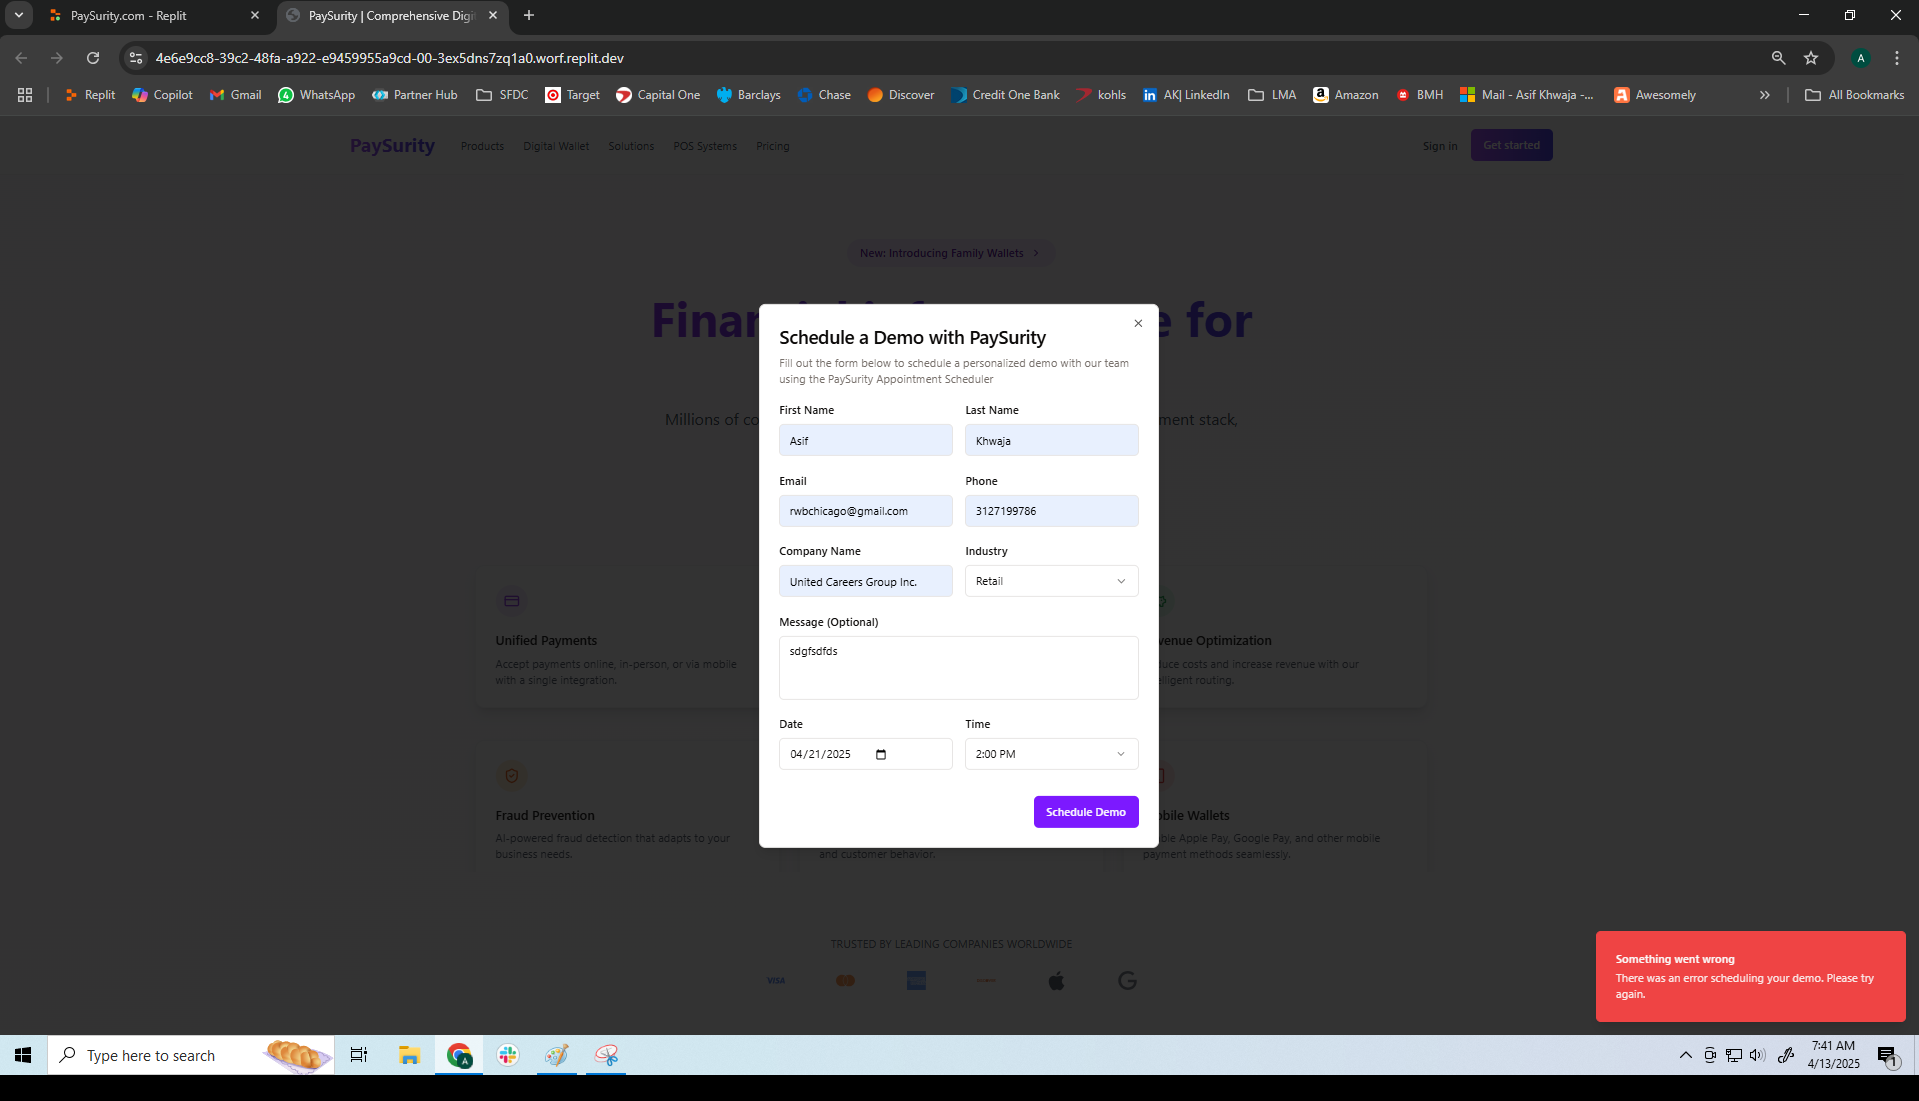 PaySurity.com - Replit
PaySurity | Comprehensive Digi
4e6e9cc8-39c2-48fa-a922-e9459955a9cd-00-3ex5dns7zq1a0.worf.replit.dev
A
Replit
Copilot
Gmail
WhatsApp
Partner Hub
SFDC
Target
Capital One
Barclays
Chase
Discover
Credit One Bank
kohls
AK| LinkedIn
LMA
Amazon
BMH
Mail - Asif Khwaja -...
Awesomely
All Bookmarks
PaySurity
Products
Digital Wallet
Solutions
POS Systems
Pricing
Sign in
Get started
New: Introducing Family Wallets
for
Millions of
ment stack,
Schedule a Demo with PaySurity
Fill out the form below to schedule a personalized demo with our team
using the PaySurity Appointment Scheduler
First Name
Last Name
Asif
Khwaja
Email
Phone
rwbchicago@gmail.com
3127199786
Company Name
Industry
United Careers Group Inc.
Retail
Message (Optional)
sdgfsdfds
Date
Time
04/21/2025
2:00 PM
Schedule Demo
Unified Payments
Accept payments online, in-person, or via mobile
with a single integration.
venue Optimization
duce costs and increase revenue with our
elligent routing.
Fraud Prevention
AI-powered fraud detection that adapts to your
business needs.
and customer behavior.
obile Wallets
ble Apple Pay, Google Pay, and other mobile
payment methods seamlessly.
TRUSTED BY LEADING COMPANIES WORLDWIDE
VISA
Something went wrong
There was an error scheduling your demo. Please try
again.
Type here to search
7:41 AM
4/13/2025
1